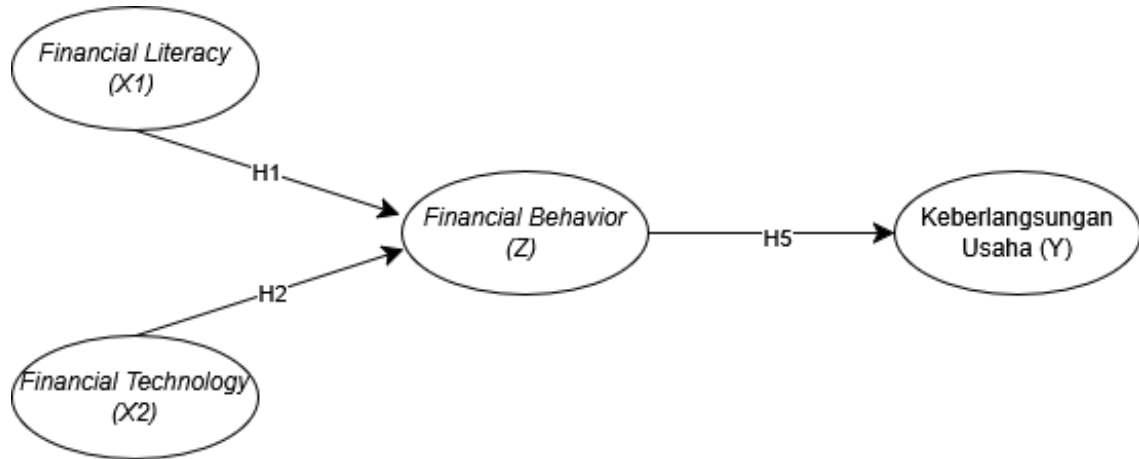 Financial Literacy
(X1)
H1
Financial Behavior
(Z)
H5
Keberlangsungan
Usaha (Y)
H2
Financial Technology
(X2)